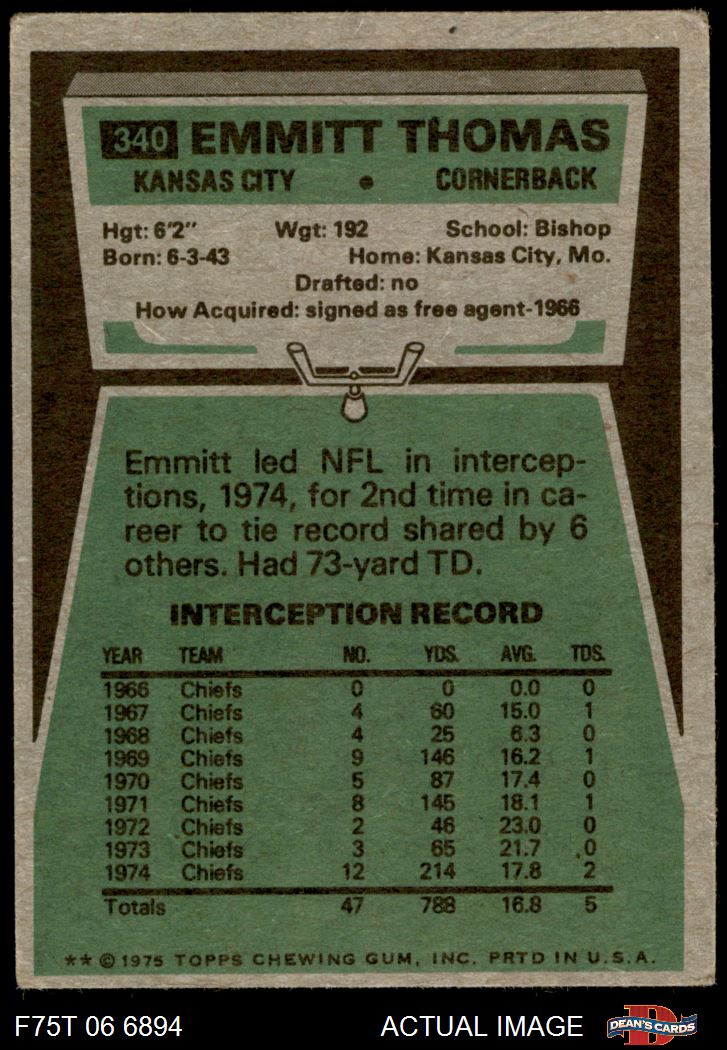 340 EMMITT THOMAS
KANSAS CITY • CORNERBACK
Hgt: 6'2" Wgt: 192 School: Bishop
Born: 6-3-43 Home: Kansas City, Mo.
Drafted: no
How Acquired: signed as free agent-1966
Emmitt led NFL in intercep-
tions, 1974, for 2nd time in ca-
reer to tie record shared by 6
others. Had 73-yard TD.
INTERCEPTION RECORD
YEAR TEAM NO. YDS. AVG. TDS.
1966 Chiefs 0 0 0.0 0
1967 Chiefs 4 60 15.0 1
1968 Chiefs 4 25 6.3 0
1969 Chiefs 9 146 16.2 1
1970 Chiefs 5 87 17.4 0
1971 Chiefs 8 145 18.1 1
1972 Chiefs 2 46 23.0 0
1973 Chiefs 3 65 21.7 0
1974 Chiefs 12 214 17.8 2
Totals 47 788 16.8 5
** © 1975 TOPPS CHEWING GUM, INC. PRTD IN U.S.A.
F75T 06 6894 ACTUAL IMAGE D DEAN'S CARDS